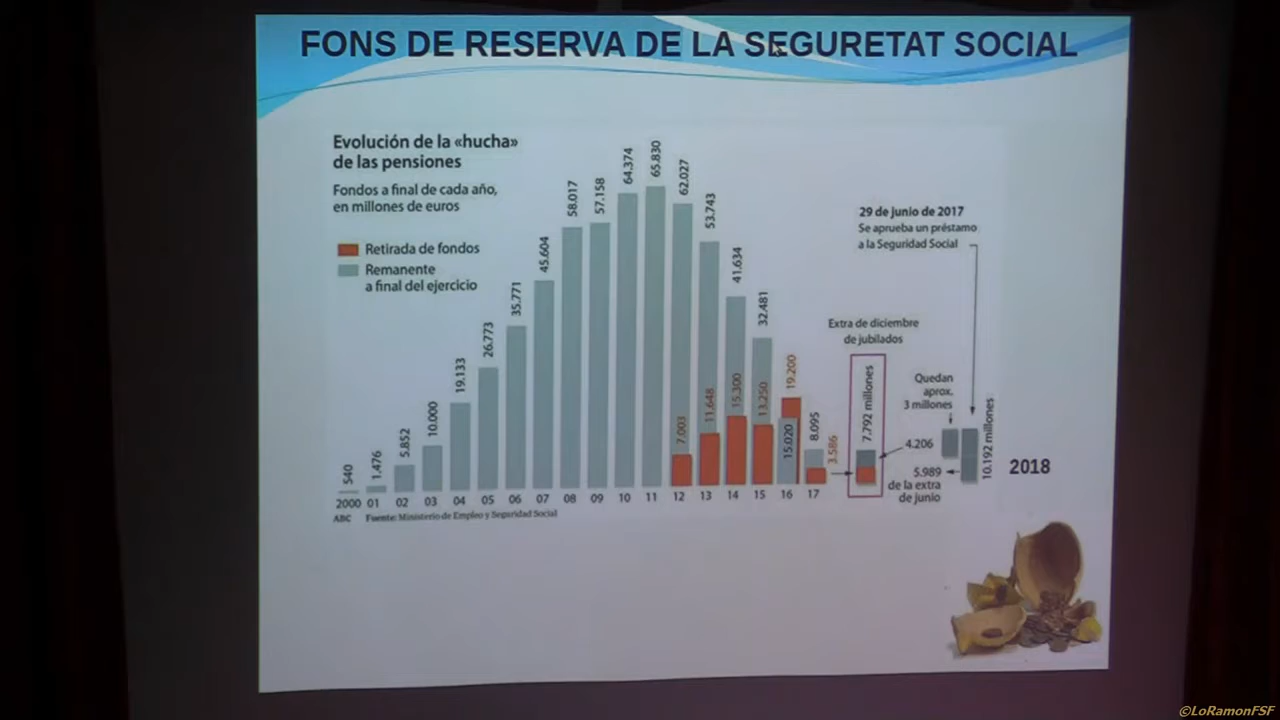 FONS DE RESERVA DE LA SEGURETAT SOCIAL
Evolución de la «hucha»
de las pensiones
Fondos a final de cada año,
en millones de euros
Retirada de fondos
Remanente
a final del ejercicio
540
1.476
5.852
10.000
19.133
26.773
35.771
45.604
58.017
57.158
64.374
65.830
62.027
53.743
41.634
32.481
7.003
11.648
15.300
13.250
19.200
15.020
8.095
3.586
29 de junio de 2017
Se aprueba un préstamo
a la Seguridad Social
Extra de diciembre
de jubilados
7.792 millones
Quedan
aprox.
3 millones
4.206
5.989
de la extra
de junio
10.192 millones
2018
2000 01 02 03 04 05 06 07 08 09 10 11 12 13 14 15 16 17
ABC Fuente: Ministerio de Empleo y Seguridad Social
©LoRamonFSF